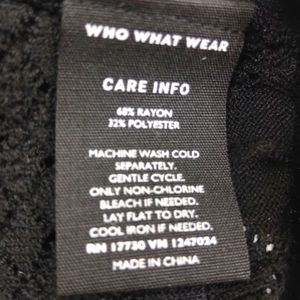 WHO WHAT WEAR
CARE INFO
68% RAYON
32% POLYESTER
MACHINE WASH COLD
SEPARATELY.
GENTLE CYCLE.
ONLY NON-CHLORINE
BLEACH IF NEEDED.
LAY FLAT TO DRY.
COOL IRON IF NEEDED.
RN 17730 VN 1247024
MADE IN CHINA